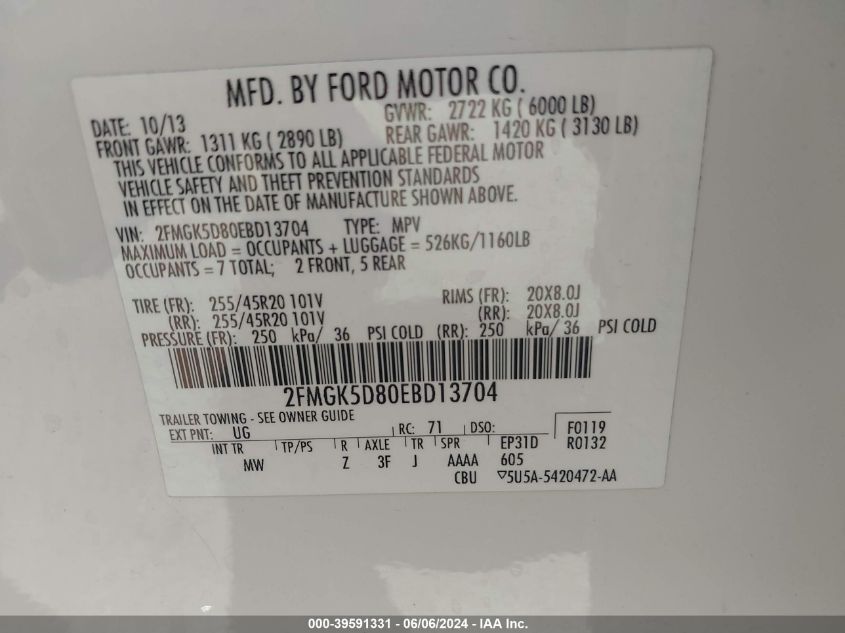 MFD. BY FORD MOTOR CO.
DATE: 10/13 GVWR: 2722 KG ( 6000 LB)
FRONT GAWR: 1311 KG ( 2890 LB) REAR GAWR: 1420 KG ( 3130 LB)
THIS VEHICLE CONFORMS TO ALL APPLICABLE FEDERAL MOTOR
VEHICLE SAFETY AND THEFT PREVENTION STANDARDS
IN EFFECT ON THE DATE OF MANUFACTURE SHOWN ABOVE.
VIN: 2FMGK5D80EBD13704 TYPE: MPV
MAXIMUM LOAD = OCCUPANTS + LUGGAGE = 526KG/1160LB
OCCUPANTS = 7 TOTAL; 2 FRONT, 5 REAR
TIRE (FR): 255/45R20 101V RIMS (FR): 20X8.0J
(RR): 255/45R20 101V (RR): 20X8.0J
PRESSURE (FR): 250 kPa/ 36 PSI COLD (RR): 250 kPa/ 36 PSI COLD
2FMGK5D80EBD13704
TRAILER TOWING - SEE OWNER GUIDE
EXT PNT: UG RC: 71 DSO: F0119
INT TR TP/PS R AXLE TR SPR EP31D R0132
MW Z 3F J AAAA 605
CBU ▽5U5A-5420472-AA
000-39591331 - 06/06/2024 - IAA Inc.